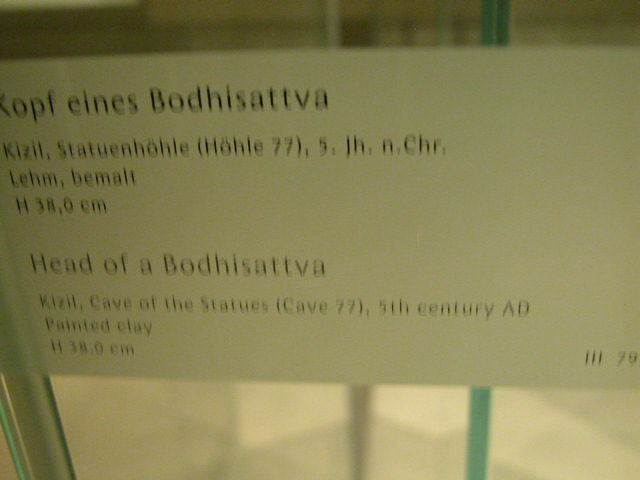 Kopf eines Bodhisattva
Kizil, Statuenhöhle (Höhle 77), 5. Jh. n.Chr.
Lehm, bemalt
H 38,0 cm
Head of a Bodhisattva
Kizil, Cave of the Statues (Cave 77), 5th century AD
Painted clay
H 38.0 cm
III 79